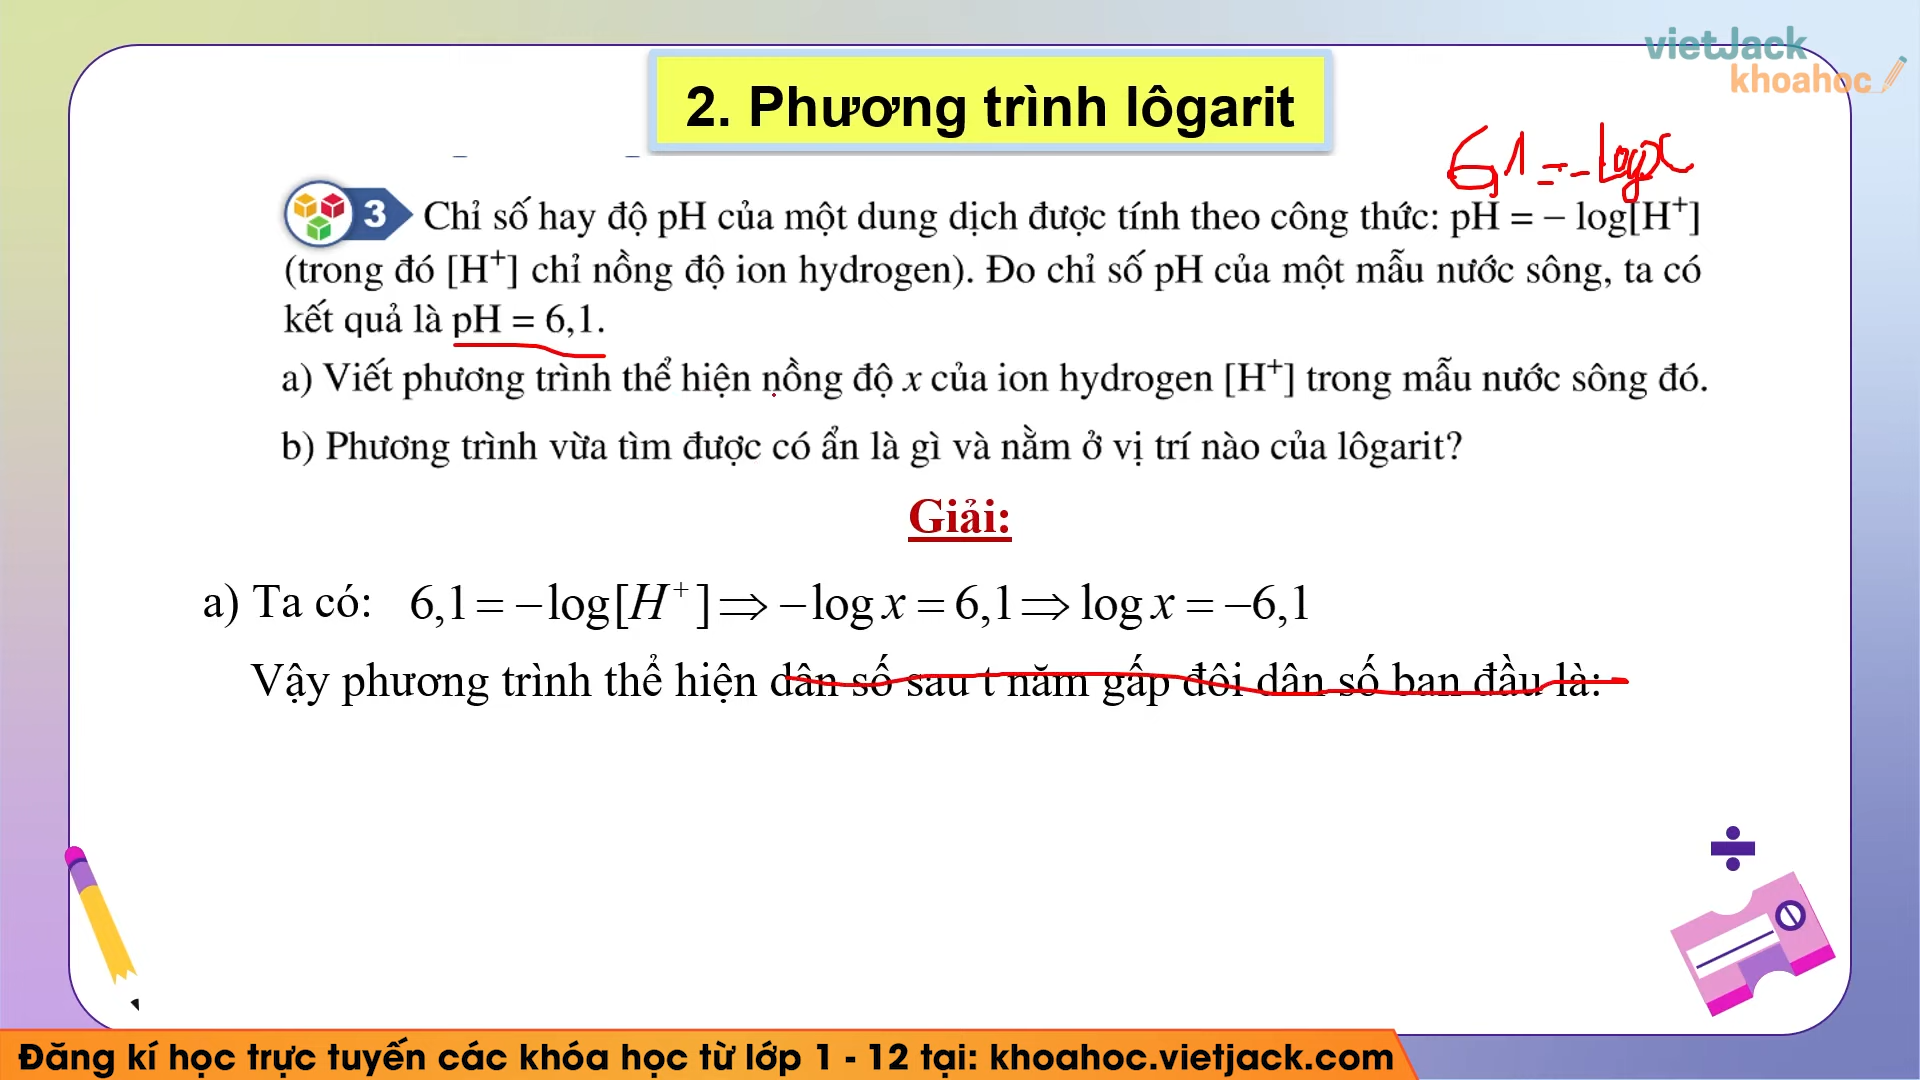 vietJack
khoahoc
2. Phương trình lôgarit
6,1 = - log x
3 Chỉ số hay độ pH của một dung dịch được tính theo công thức: pH = − log[H⁺]
(trong đó [H⁺] chỉ nồng độ ion hydrogen). Đo chỉ số pH của một mẫu nước sông, ta có
kết quả là pH = 6,1.
a) Viết phương trình thể hiện nồng độ x của ion hydrogen [H⁺] trong mẫu nước sông đó.
b) Phương trình vừa tìm được có ẩn là gì và nằm ở vị trí nào của lôgarit?
Giải:
a) Ta có: 6,1 = −log[H⁺] ⇒ −log x = 6,1 ⇒ log x = −6,1
Vậy phương trình thể hiện dân số sau t năm gấp đôi dân số ban đầu là:
Đăng kí học trực tuyến các khóa học từ lớp 1 - 12 tại: khoahoc.vietjack.com